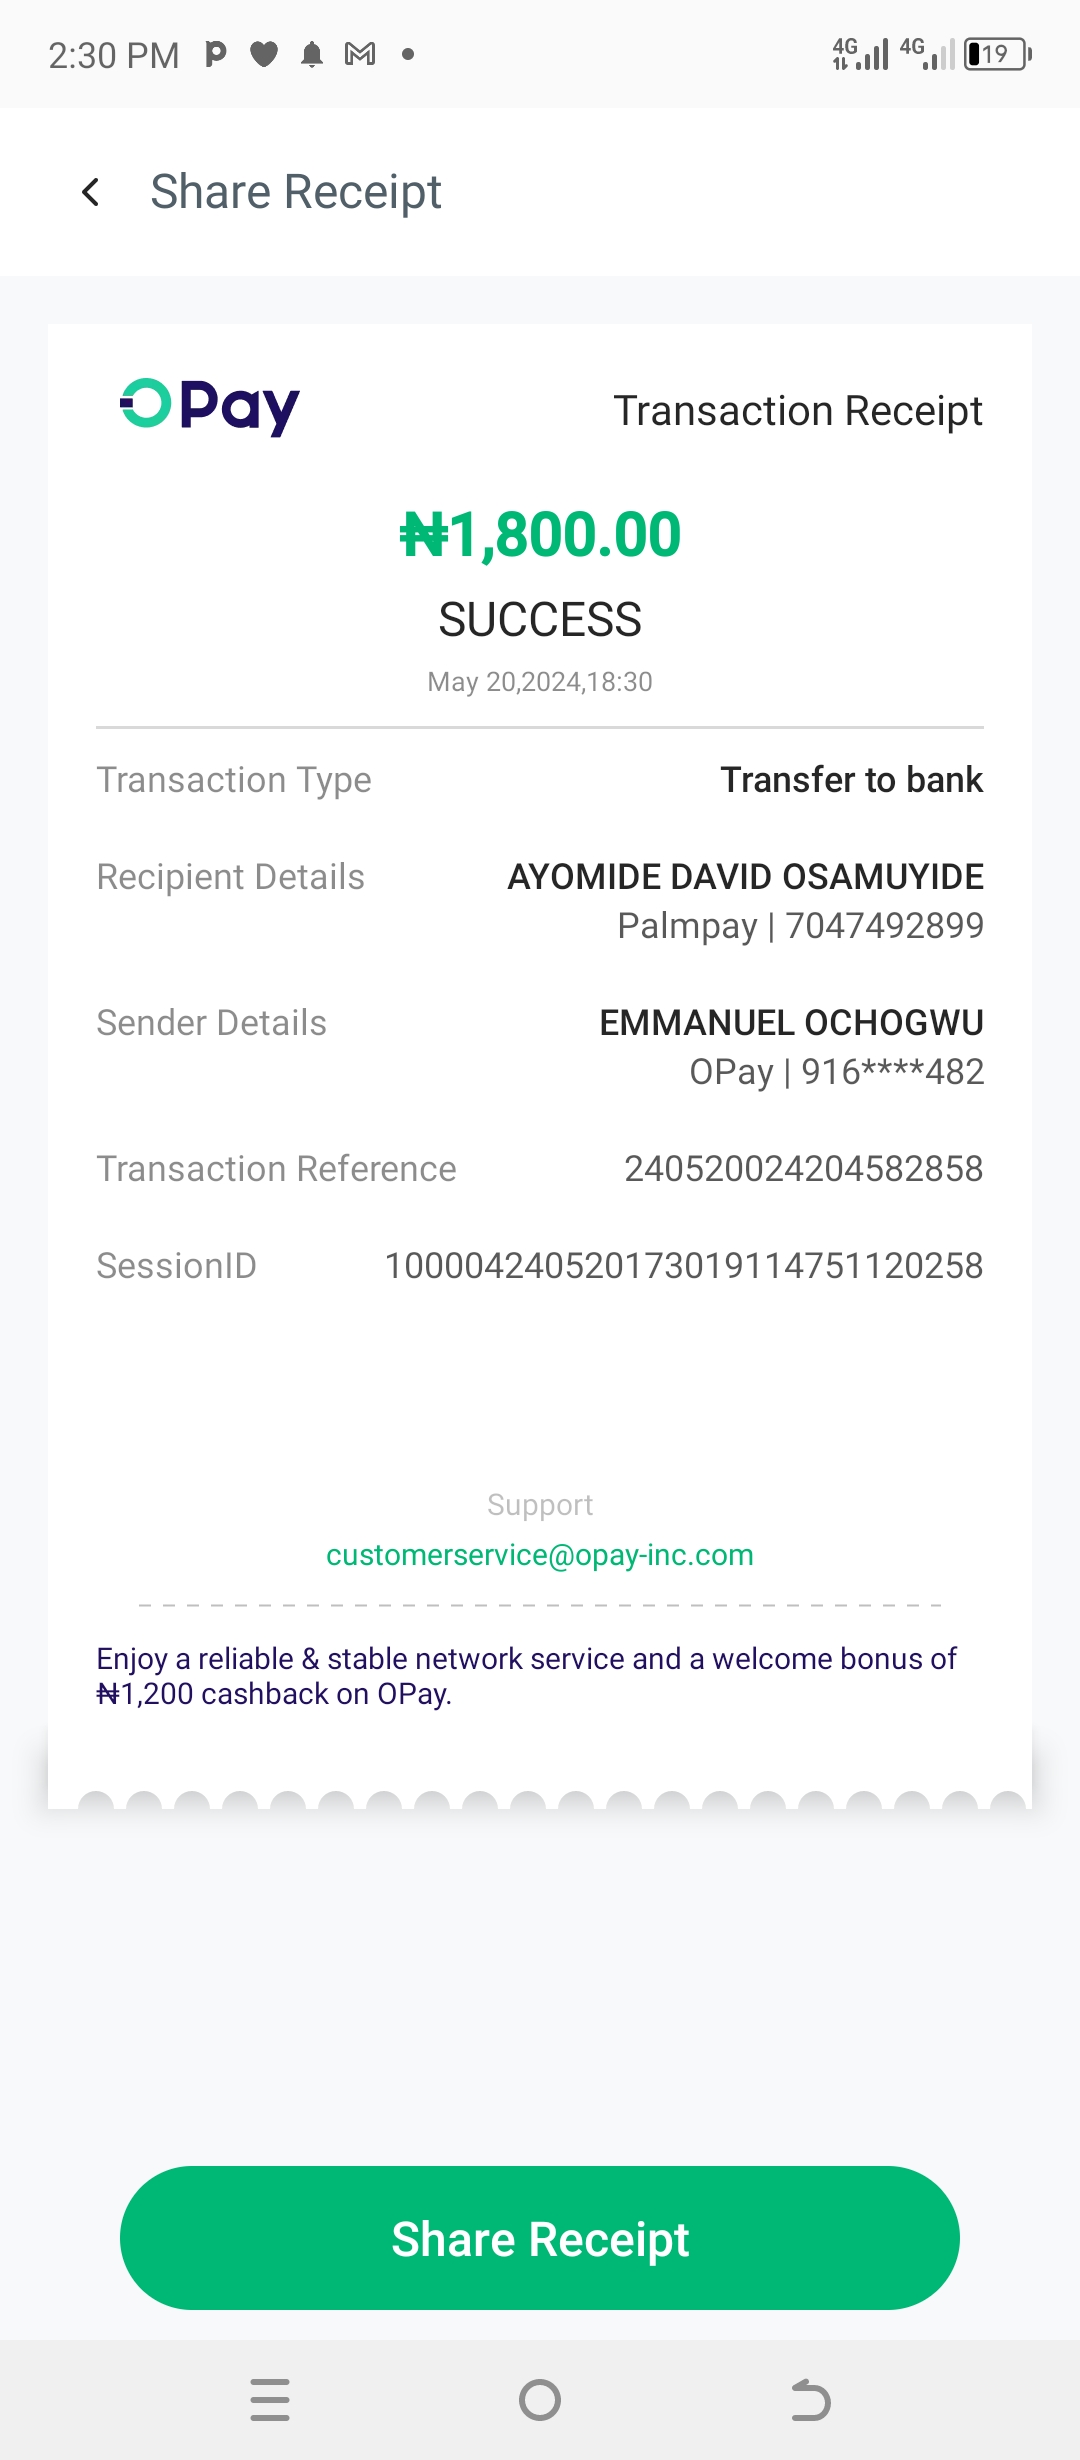 2:30 PM
4G 4G 19
Share Receipt
OPay
Transaction Receipt
₦1,800.00
SUCCESS
May 20,2024,18:30
Transaction Type Transfer to bank
Recipient Details AYOMIDE DAVID OSAMUYIDE
Palmpay | 7047492899
Sender Details EMMANUEL OCHOGWU
OPay | 916****482
Transaction Reference 240520024204582858
SessionID 100004240520173019114751120258
Support
customerservice@opay-inc.com
Enjoy a reliable & stable network service and a welcome bonus of
₦1,200 cashback on OPay.
Share Receipt